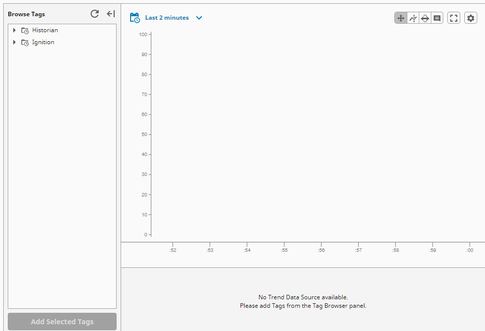 Browse Tags
Historian
Ignition
Add Selected Tags
Last 2 minutes
100
90
80
70
60
50
40
30
20
10
0
:52 :53 :54 :55 :56 :57 :58 :59 :00
No Trend Data Source available.
Please add Tags from the Tag Browser panel.